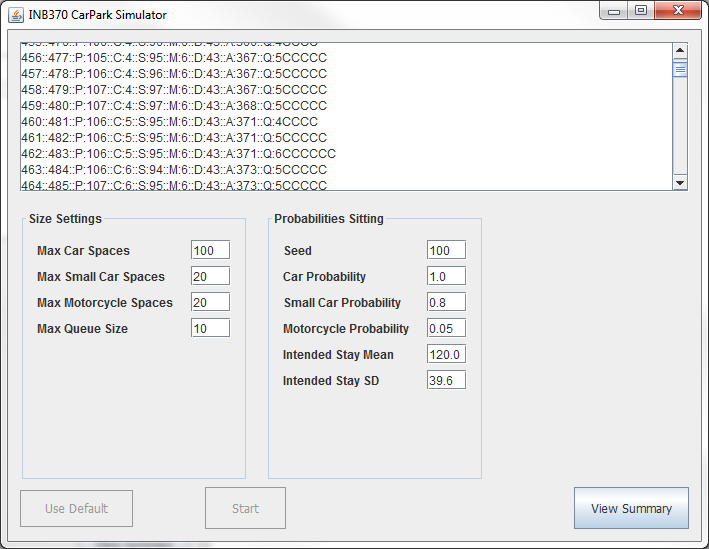 INB370 CarPark Simulator
456::477::P:105::C:4::S:95::M:6::D:43::A:367::Q:5CCCCC
457::478::P:106::C:5::S:96::M:6::D:43::A:367::Q:5CCCCC
458::479::P:107::C:4::S:97::M:6::D:43::A:367::Q:5CCCCC
459::480::P:107::C:4::S:97::M:6::D:43::A:368::Q:5CCCCC
460::481::P:106::C:5::S:95::M:6::D:43::A:371::Q:4CCCC
461::482::P:106::C:5::S:95::M:6::D:43::A:371::Q:5CCCCC
462::483::P:106::C:5::S:95::M:6::D:43::A:371::Q:6CCCCCC
463::484::P:106::C:6::S:94::M:6::D:43::A:373::Q:5CCCCC
464::485::P:107::C:6::S:95::M:6::D:43::A:373::Q:5CCCCC
Size Settings
Max Car Spaces 100
Max Small Car Spaces 20
Max Motorcycle Spaces 20
Max Queue Size 10
Probabilities Sitting
Seed 100
Car Probability 1.0
Small Car Probability 0.8
Motorcycle Probability 0.05
Intended Stay Mean 120.0
Intended Stay SD 39.6
Use Default
Start
View Summary